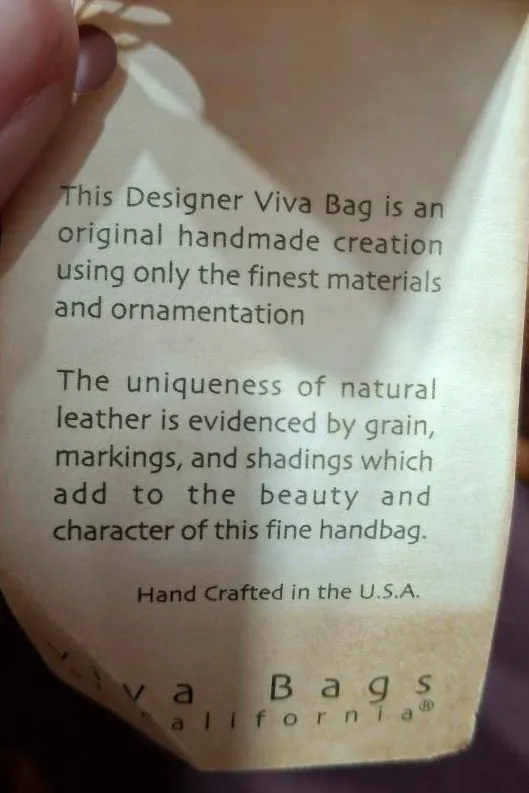 This Designer Viva Bag is an
original handmade creation
using only the finest materials
and ornamentation
The uniqueness of natural
leather is evidenced by grain,
markings, and shadings which
add to the beauty and
character of this fine handbag.
Hand Crafted in the U.S.A.
Viva Bags
California®